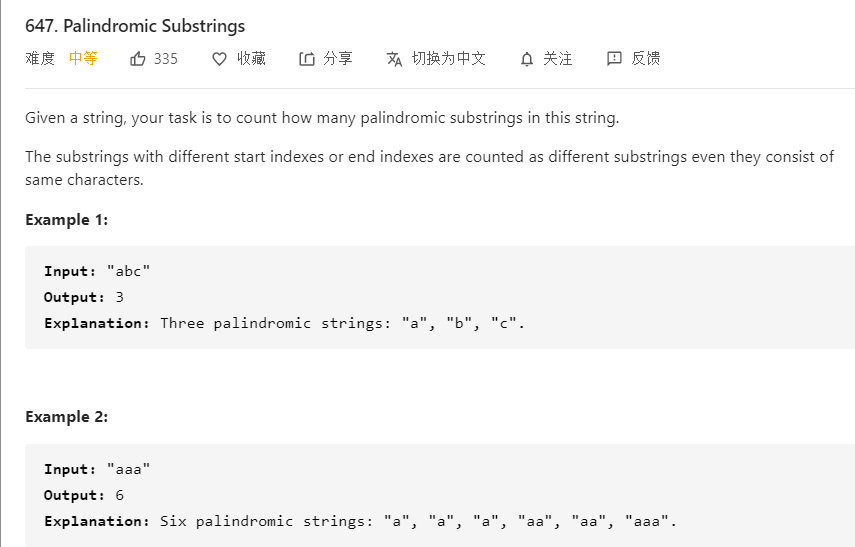 647. Palindromic Substrings
难度 中等 335 收藏 分享 切换为中文 关注 反馈
Given a string, your task is to count how many palindromic substrings in this string.
The substrings with different start indexes or end indexes are counted as different substrings even they consist of
same characters.
Example 1:
Input: "abc"
Output: 3
Explanation: Three palindromic strings: "a", "b", "c".
Example 2:
Input: "aaa"
Output: 6
Explanation: Six palindromic strings: "a", "a", "a", "aa", "aa", "aaa".